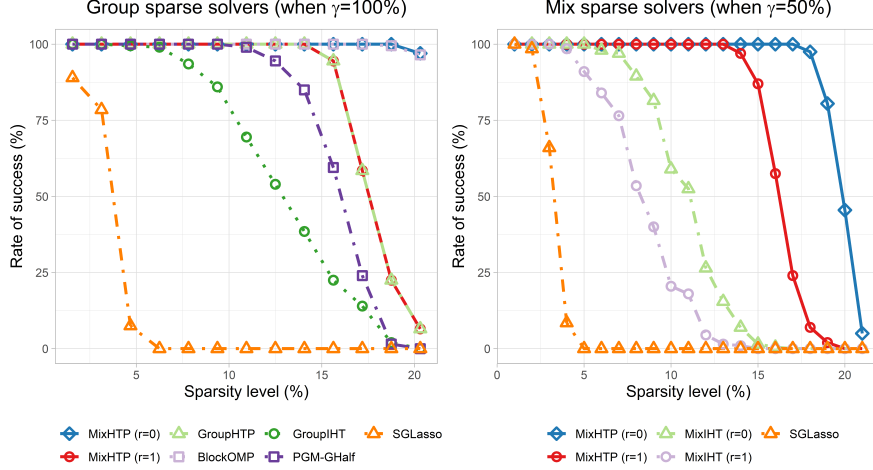 Group sparse solvers (when γ=100%)
Mix sparse solvers (when γ=50%)
Rate of success (%)
100
75
50
25
0
5
10
15
20
Sparsity level (%)
Rate of success (%)
100
75
50
25
0
0
5
10
15
20
Sparsity level (%)
MixHTP (r=0)
GroupHTP
GroupIHT
SGLasso
MixHTP (r=1)
BlockOMP
PGM-GHalf
MixHTP (r=0)
MixIHT (r=0)
SGLasso
MixHTP (r=1)
MixIHT (r=1)